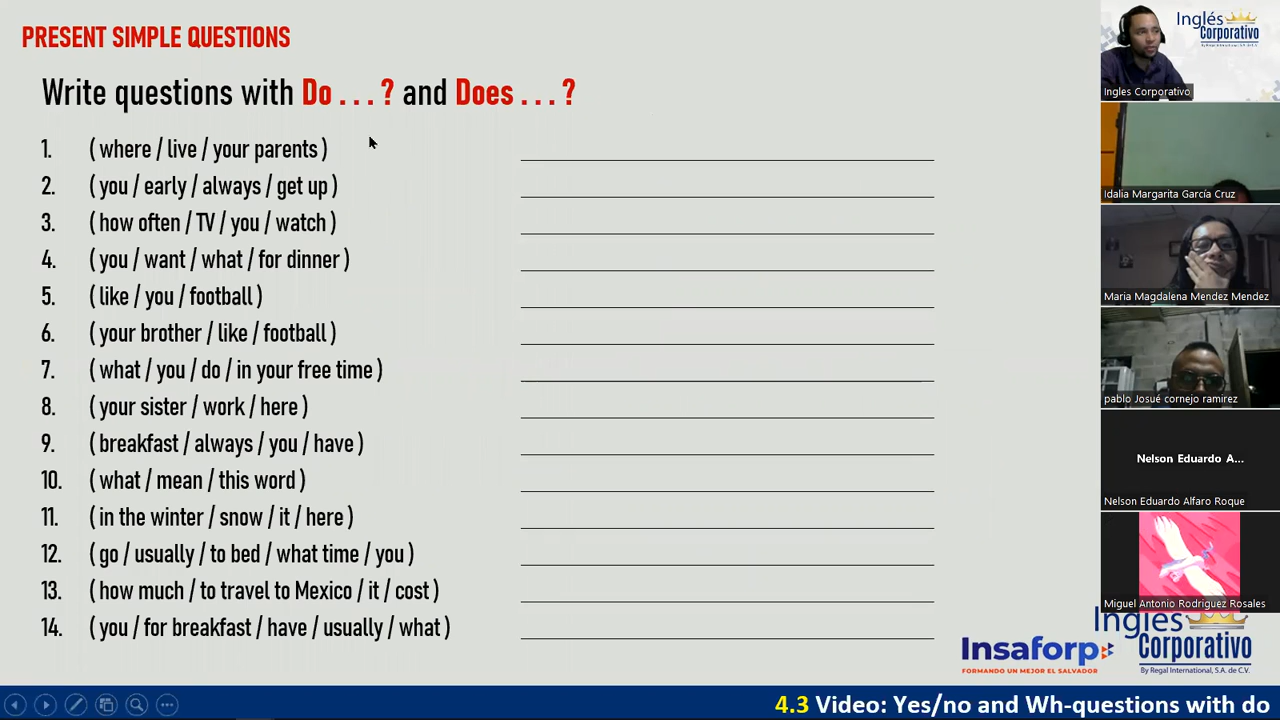 PRESENT SIMPLE QUESTIONS
Write questions with Do . . . ? and Does . . . ?
1. ( where / live / your parents )
2. ( you / early / always / get up )
3. ( how often / TV / you / watch )
4. ( you / want / what / for dinner )
5. ( like / you / football )
6. ( your brother / like / football )
7. ( what / you / do / in your free time )
8. ( your sister / work / here )
9. ( breakfast / always / you / have )
10. ( what / mean / this word )
11. ( in the winter / snow / it / here )
12. ( go / usually / to bed / what time / you )
13. ( how much / to travel to Mexico / it / cost )
14. ( you / for breakfast / have / usually / what )
Inglés
Corporativo
By Regal International, S.A. de C.V.
Ingles Corporativo
Idalia Margarita García Cruz
Maria Magdalena Mendez Mendez
pablo Josué cornejo ramirez
Nelson Eduardo A...
Nelson Eduardo Alfaro Roque
Miguel Antonio Rodriguez Rosales
Insaforp
FORMANDO UN MEJOR EL SALVADOR
Inglés
Corporativo
By Regal International, S.A. de C.V.
4.3 Video: Yes/no and Wh-questions with do